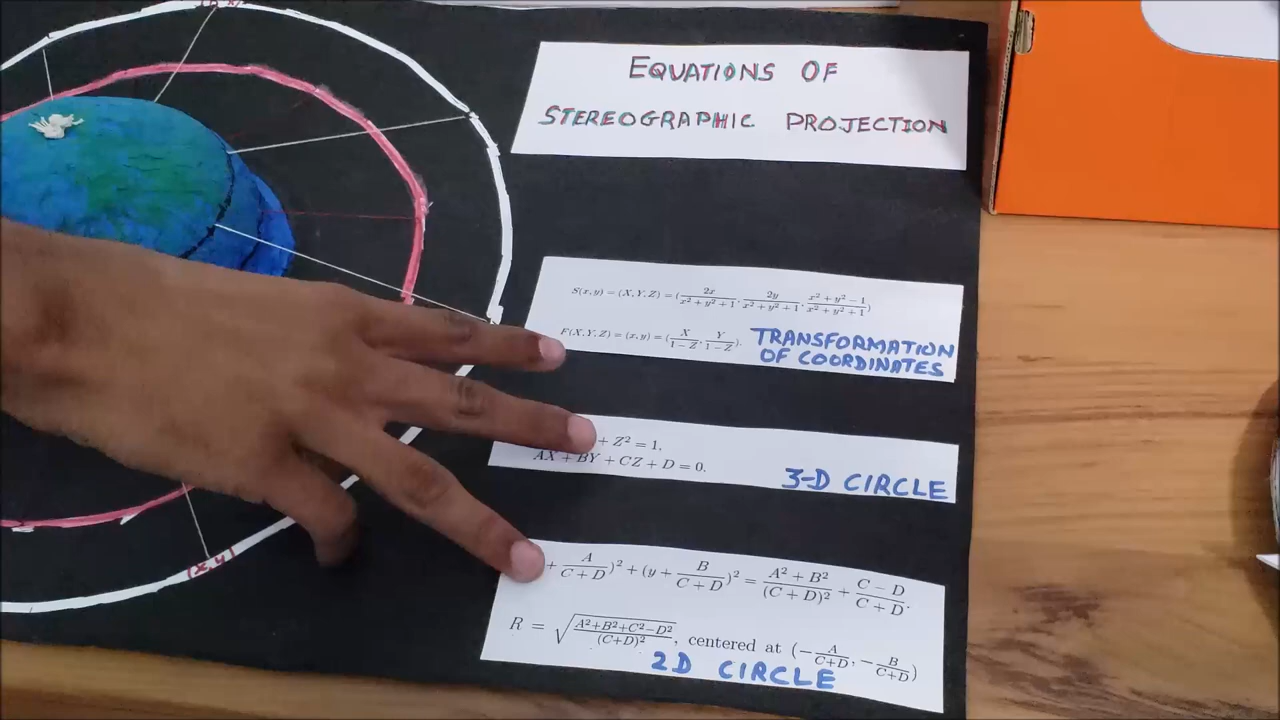 EQUATIONS OF
STEREOGRAPHIC PROJECTION
S(x, y) = (X, Y, Z) = (2x/(x² + y² + 1), 2y/(x² + y² + 1), (x² + y² − 1)/(x² + y² + 1))
F(X, Y, Z) = (x, y) = (X/(1 − Z), Y/(1 − Z)).
TRANSFORMATION
OF COORDINATES
+ Z² = 1,
AX + BY + CZ + D = 0.
3-D CIRCLE
+ A/(C + D))² + (y + B/(C + D))² = (A² + B²)/(C + D)² + (C − D)/(C + D).
R = √((A²+B²+C²−D²)/(C+D)²), centered at (−A/(C+D), −B/(C+D))
2D CIRCLE
(x, y)